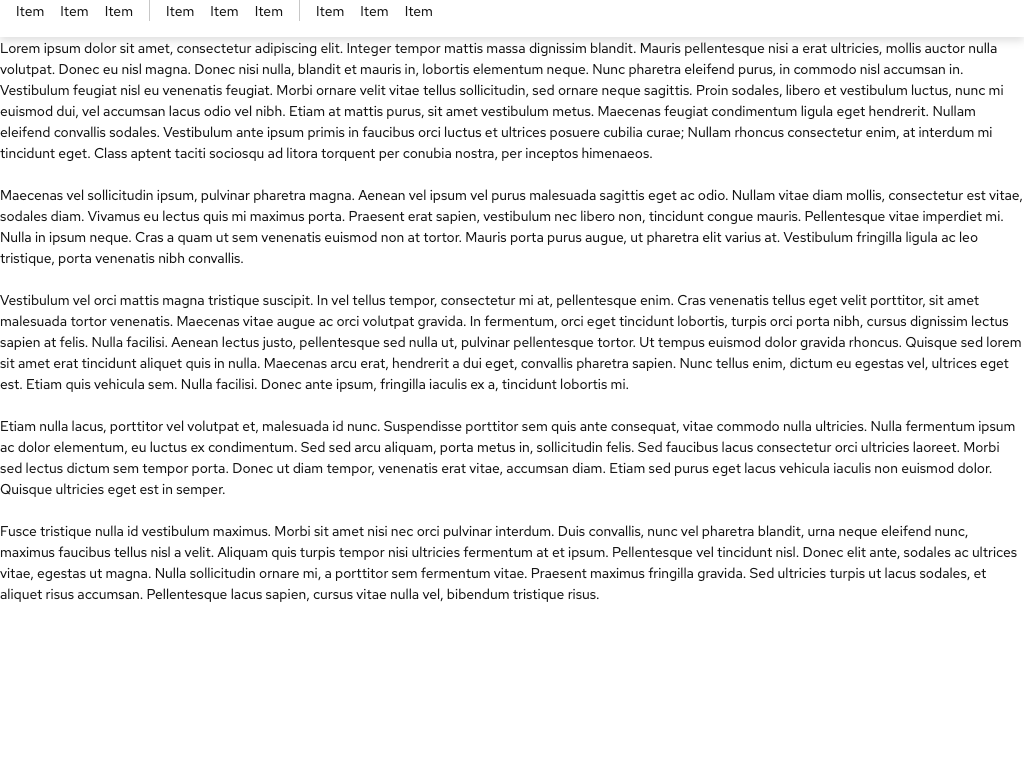 Item Item Item Item Item Item Item Item Item
Lorem ipsum dolor sit amet, consectetur adipiscing elit. Integer tempor mattis massa dignissim blandit. Mauris pellentesque nisi a erat ultricies, mollis auctor nulla
volutpat. Donec eu nisl magna. Donec nisi nulla, blandit et mauris in, lobortis elementum neque. Nunc pharetra eleifend purus, in commodo nisl accumsan in.
Vestibulum feugiat nisl eu venenatis feugiat. Morbi ornare velit vitae tellus sollicitudin, sed ornare neque sagittis. Proin sodales, libero et vestibulum luctus, nunc mi
euismod dui, vel accumsan lacus odio vel nibh. Etiam at mattis purus, sit amet vestibulum metus. Maecenas feugiat condimentum ligula eget hendrerit. Nullam
eleifend convallis sodales. Vestibulum ante ipsum primis in faucibus orci luctus et ultrices posuere cubilia curae; Nullam rhoncus consectetur enim, at interdum mi
tincidunt eget. Class aptent taciti sociosqu ad litora torquent per conubia nostra, per inceptos himenaeos.
Maecenas vel sollicitudin ipsum, pulvinar pharetra magna. Aenean vel ipsum vel purus malesuada sagittis eget ac odio. Nullam vitae diam mollis, consectetur est vitae,
sodales diam. Vivamus eu lectus quis mi maximus porta. Praesent erat sapien, vestibulum nec libero non, tincidunt congue mauris. Pellentesque vitae imperdiet mi.
Nulla in ipsum neque. Cras a quam ut sem venenatis euismod non at tortor. Mauris porta purus augue, ut pharetra elit varius at. Vestibulum fringilla ligula ac leo
tristique, porta venenatis nibh convallis.
Vestibulum vel orci mattis magna tristique suscipit. In vel tellus tempor, consectetur mi at, pellentesque enim. Cras venenatis tellus eget velit porttitor, sit amet
malesuada tortor venenatis. Maecenas vitae augue ac orci volutpat gravida. In fermentum, orci eget tincidunt lobortis, turpis orci porta nibh, cursus dignissim lectus
sapien at felis. Nulla facilisi. Aenean lectus justo, pellentesque sed nulla ut, pulvinar pellentesque tortor. Ut tempus euismod dolor gravida rhoncus. Quisque sed lorem
sit amet erat tincidunt aliquet quis in nulla. Maecenas arcu erat, hendrerit a dui eget, convallis pharetra sapien. Nunc tellus enim, dictum eu egestas vel, ultrices eget
est. Etiam quis vehicula sem. Nulla facilisi. Donec ante ipsum, fringilla iaculis ex a, tincidunt lobortis mi.
Etiam nulla lacus, porttitor vel volutpat et, malesuada id nunc. Suspendisse porttitor sem quis ante consequat, vitae commodo nulla ultricies. Nulla fermentum ipsum
ac dolor elementum, eu luctus ex condimentum. Sed sed arcu aliquam, porta metus in, sollicitudin felis. Sed faucibus lacus consectetur orci ultricies laoreet. Morbi
sed lectus dictum sem tempor porta. Donec ut diam tempor, venenatis erat vitae, accumsan diam. Etiam sed purus eget lacus vehicula iaculis non euismod dolor.
Quisque ultricies eget est in semper.
Fusce tristique nulla id vestibulum maximus. Morbi sit amet nisi nec orci pulvinar interdum. Duis convallis, nunc vel pharetra blandit, urna neque eleifend nunc,
maximus faucibus tellus nisl a velit. Aliquam quis turpis tempor nisi ultricies fermentum at et ipsum. Pellentesque vel tincidunt nisl. Donec elit ante, sodales ac ultrices
vitae, egestas ut magna. Nulla sollicitudin ornare mi, a porttitor sem fermentum vitae. Praesent maximus fringilla gravida. Sed ultricies turpis ut lacus sodales, et
aliquet risus accumsan. Pellentesque lacus sapien, cursus vitae nulla vel, bibendum tristique risus.